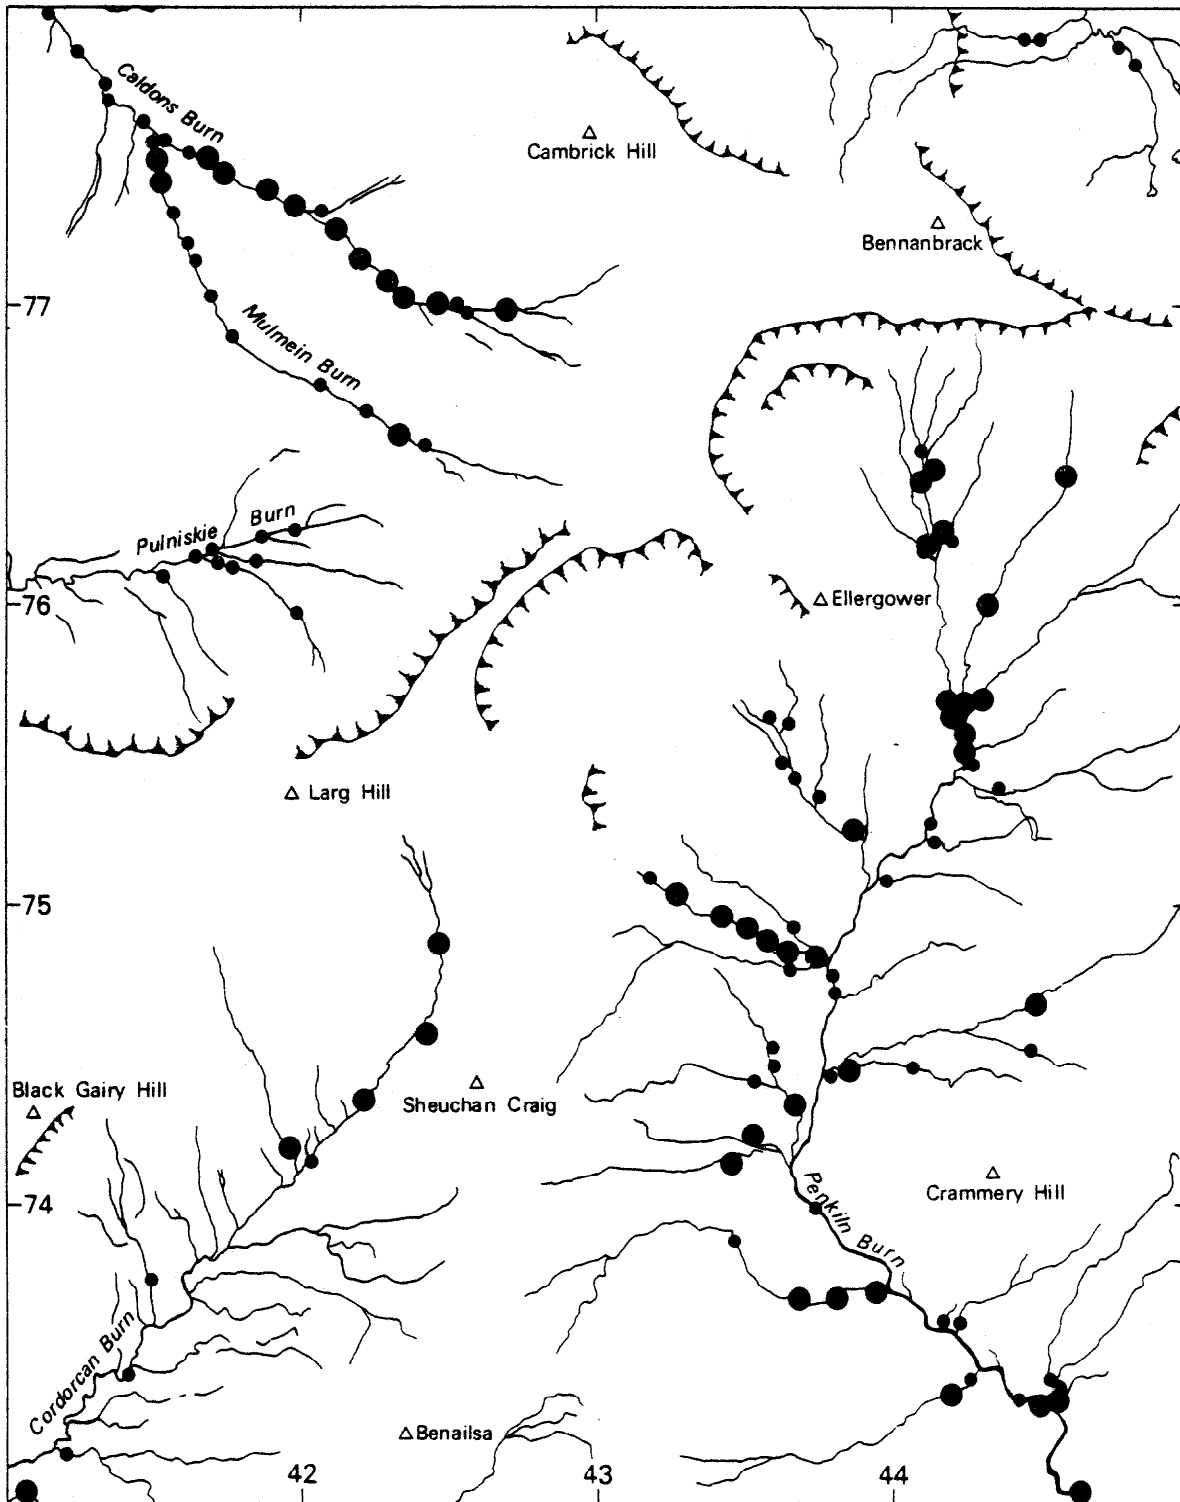 Caldons Burn
Cambrick Hill
Bennanbrack
77
Mulmein Burn
Pulniskie Burn
76
Ellergower
Larg Hill
75
Black Gairy Hill
Sheuchan Craig
74
Crammery Hill
Penkiln Burn
Cordorcan Burn
Benailsa
42
43
44